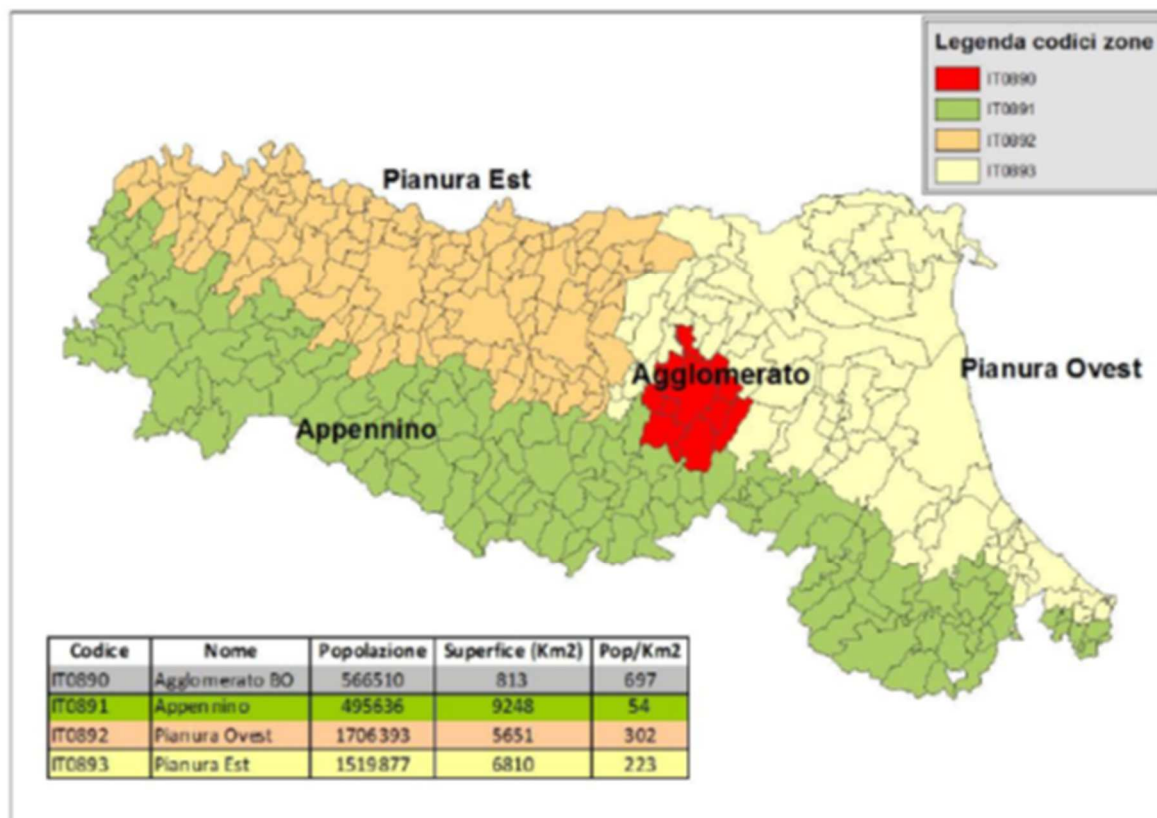 Legenda codici zone
IT0890
IT0891
IT0892
IT0893
Pianura Est
Agglomerato
Pianura Ovest
Appennino
Codice Nome Popolazione Superfice (Km2) Pop/Km2
IT0890 Agglomerato BO 566510 813 697
IT0891 Appennino 495636 9248 54
IT0892 Pianura Ovest 1706393 5651 302
IT0893 Pianura Est 1519877 6810 223